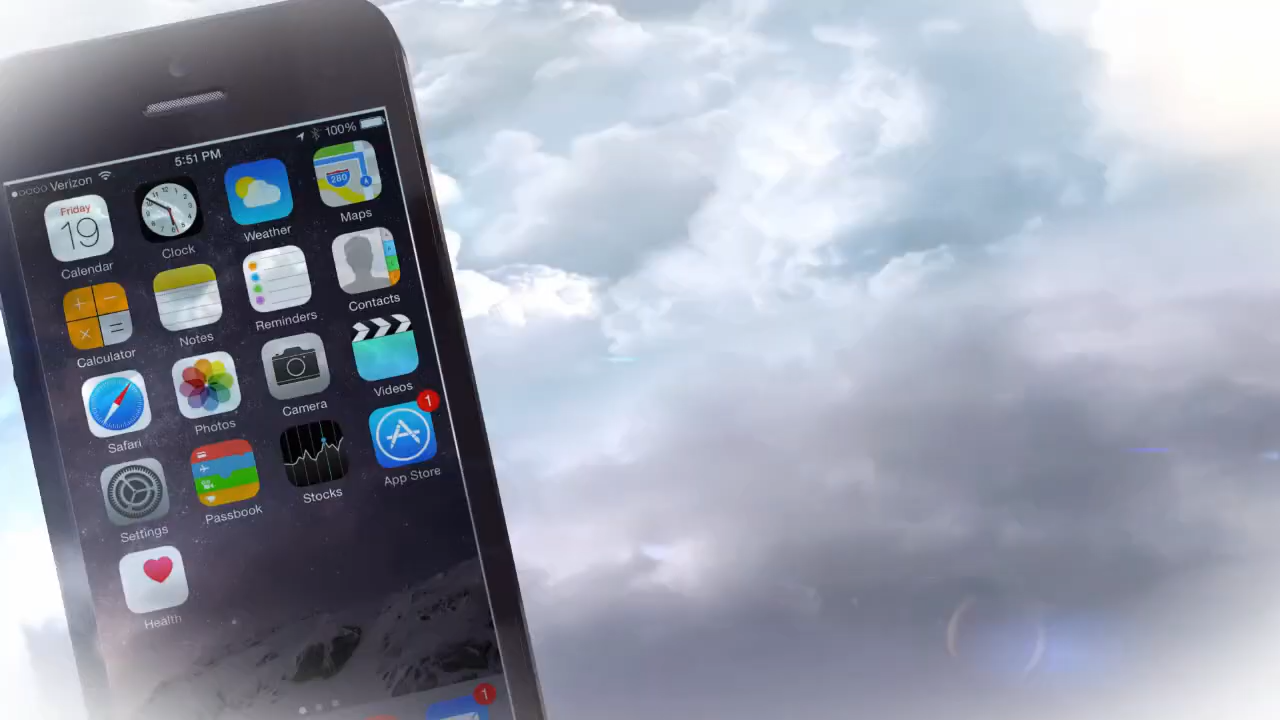 Verizon 5:51 PM 100%
Friday
19
280
Calendar Clock Weather Maps
Calculator Notes Reminders Contacts
Safari Photos Camera Videos
1
Settings Passbook Stocks App Store
Health
1